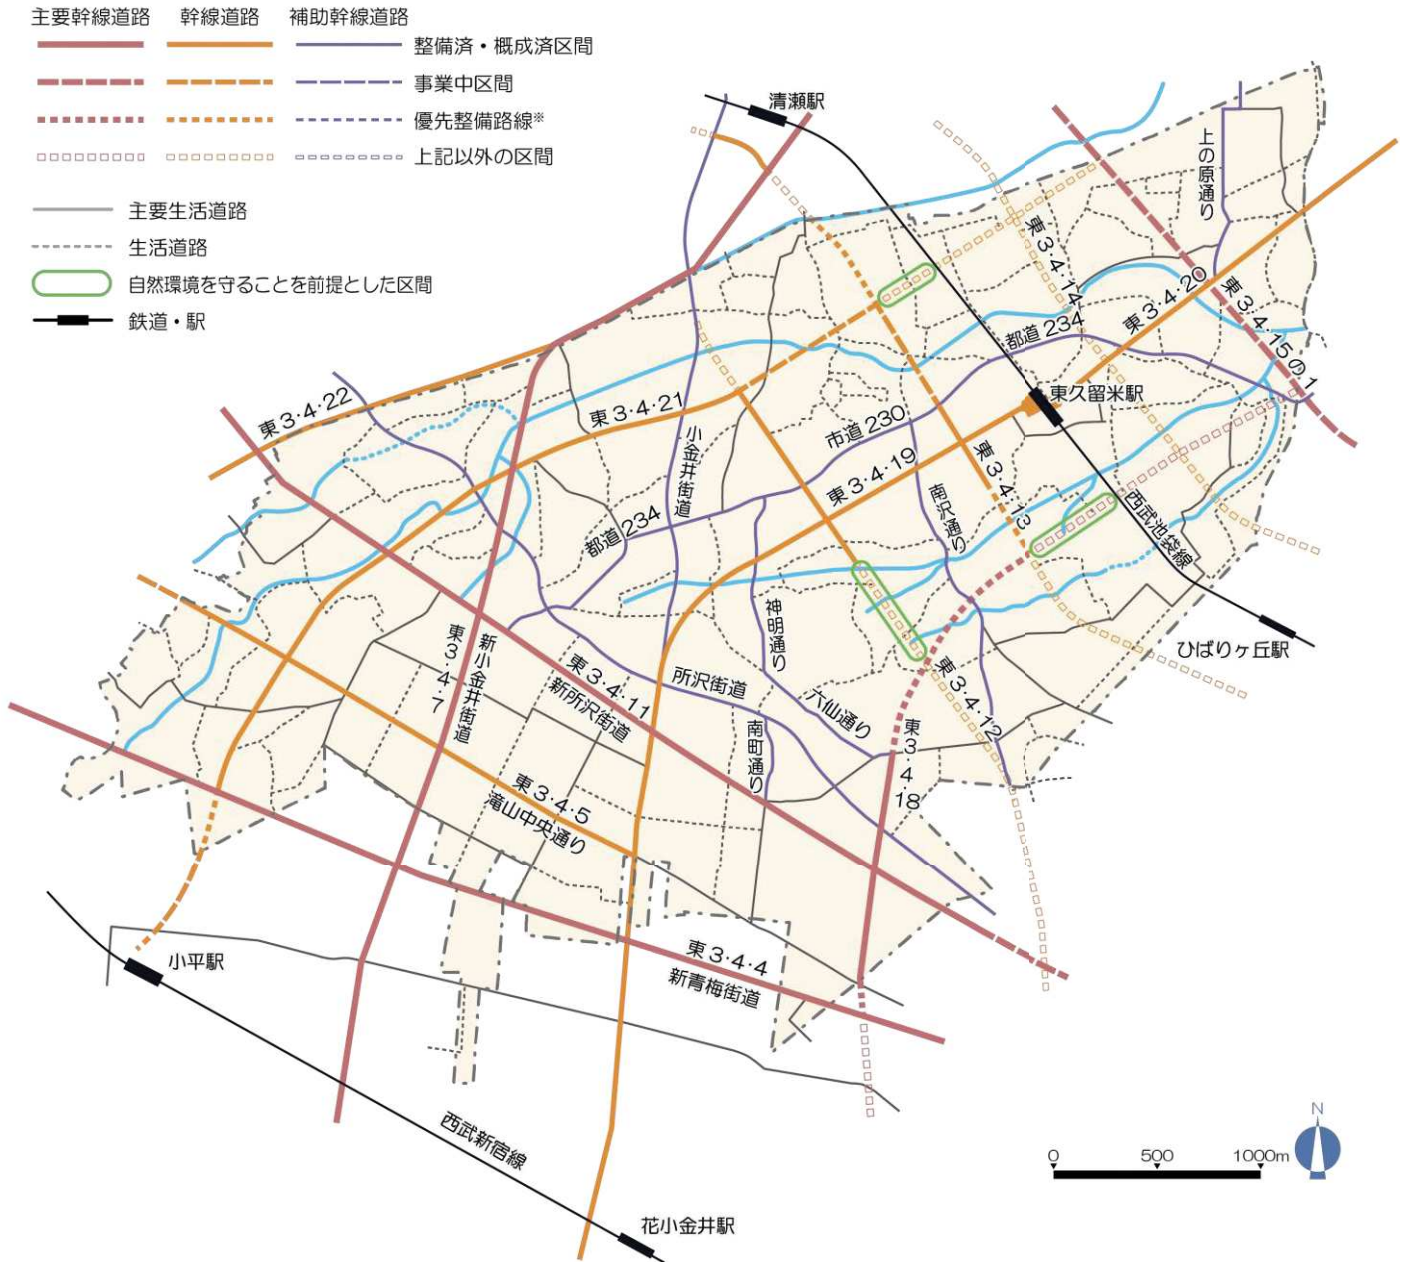 主要幹線道路 幹線道路 補助幹線道路
整備済・概成済区間
事業中区間
優先整備路線※
上記以外の区間
主要生活道路
生活道路
自然環境を守ることを前提とした区間
鉄道・駅
清瀬駅
上の原通り
東3・4・14
東3・4・20
東3・4・15の1
都道234
東久留米駅
東3・4・22
東3・4・21
小金井街道
市道230
東3・4・19
東3・4・13
南沢通り
西武池袋線
都道234
神明通り
ひばりヶ丘駅
東3・4・7
新小金井街道
東3・4・11
新所沢街道
所沢街道
六仙通り
東3・4・12
南町通り
東3・4・18
東3・4・5
滝山中央通り
東3・4・4
新青梅街道
小平駅
西武新宿線
花小金井駅
N
0 500 1000m